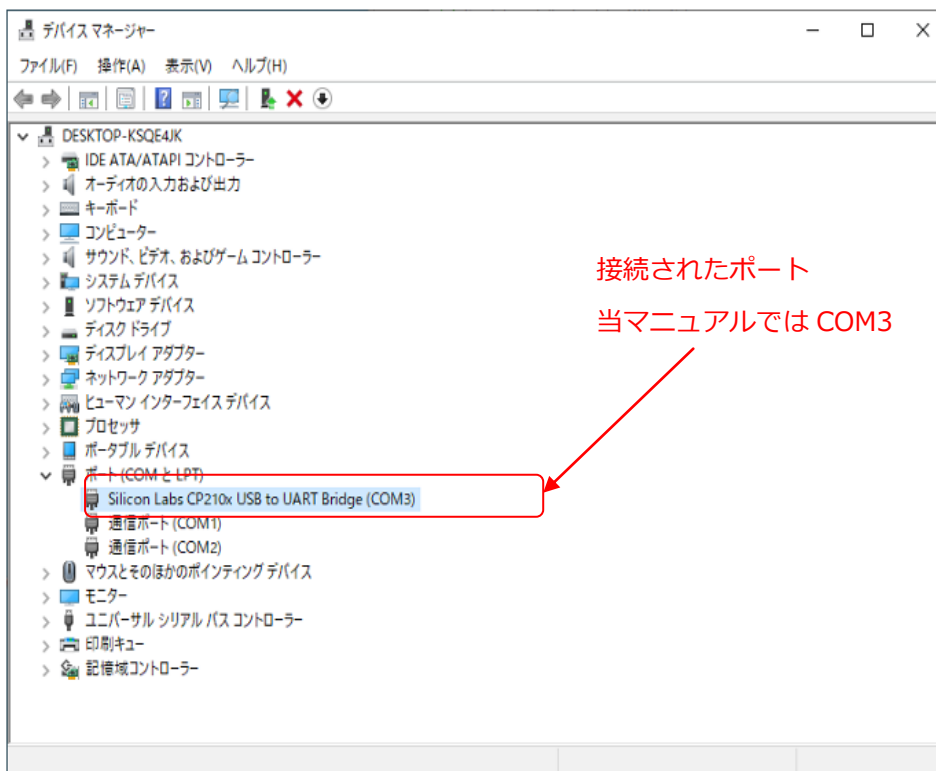 デバイス マネージャー
ファイル(F) 操作(A) 表示(V) ヘルプ(H)
DESKTOP-KSQE4JK
IDE ATA/ATAPI コントローラー
オーディオの入力および出力
キーボード
コンピューター
サウンド、ビデオ、およびゲーム コントローラー
システム デバイス
ソフトウェア デバイス
ディスク ドライブ
ディスプレイ アダプター
ネットワーク アダプター
ヒューマン インターフェイス デバイス
プロセッサ
ポータブル デバイス
ポート (COM と LPT)
Silicon Labs CP210x USB to UART Bridge (COM3)
通信ポート (COM1)
通信ポート (COM2)
マウスとそのほかのポインティング デバイス
モニター
ユニバーサル シリアル バス コントローラー
印刷キュー
記憶域コントローラー
接続されたポート
当マニュアルでは COM3